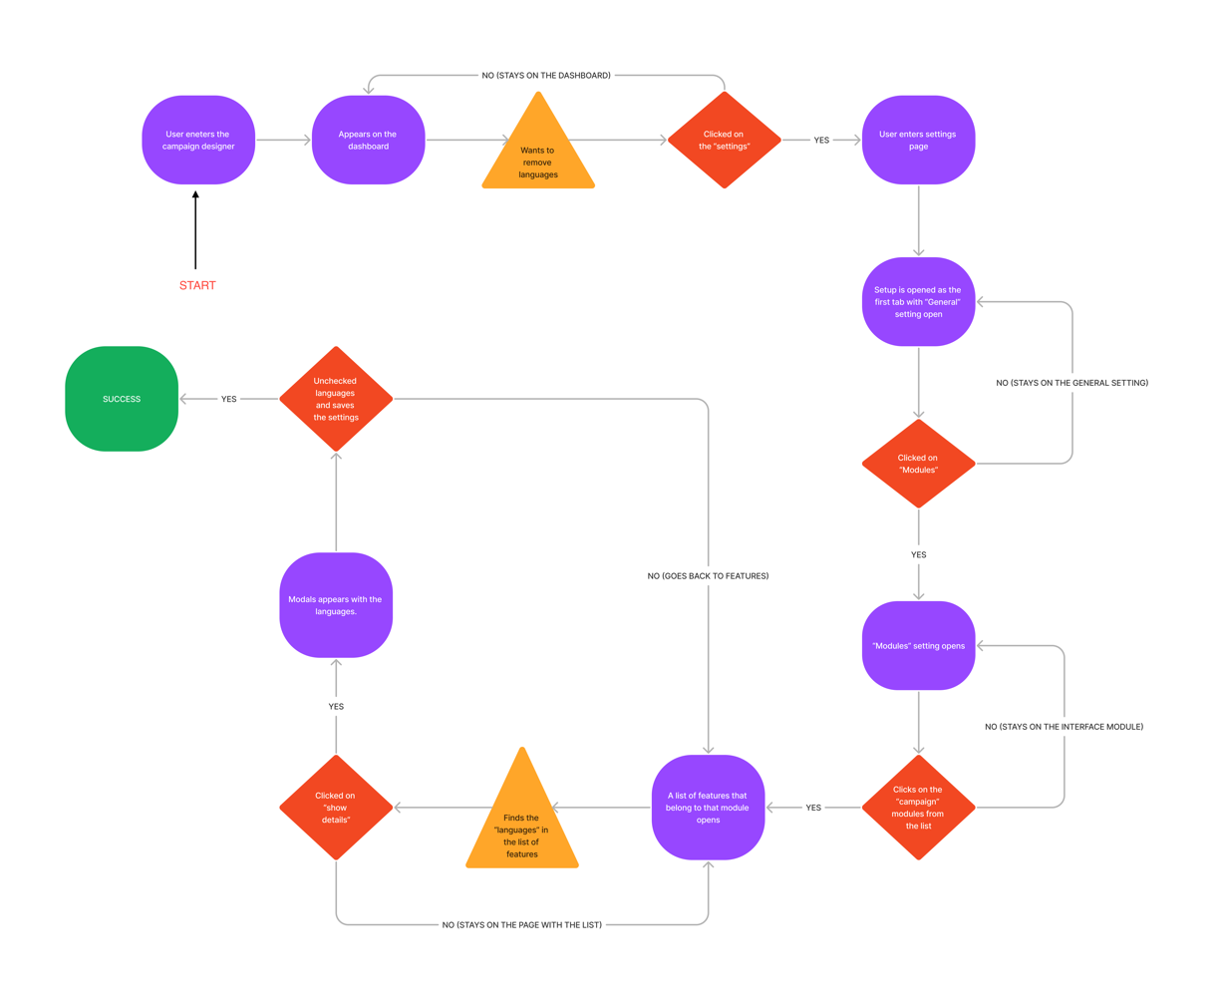 NO (STAYS ON THE DASHBOARD)
User eneters the
campaign designer
Appears on the
dashboard
Wants to
remove
languages
Clicked on
the "settings"
YES
User enters settings
page
START
Setup is opened as the
first tab with "General"
setting open
NO (STAYS ON THE GENERAL SETTING)
SUCCESS
YES
Unchecked
languages
and saves
the settings
Clicked on
"Modules"
YES
NO (GOES BACK TO FEATURES)
Modals appears with the
languages.
"Modules" setting opens
YES
NO (STAYS ON THE INTERFACE MODULE)
Clicked on
"show
details"
Finds the
"languages" in
the list of
features
A list of features that
belong to that module
opens
YES
Clicks on the
"campaign"
modules from
the list
NO (STAYS ON THE PAGE WITH THE LIST)